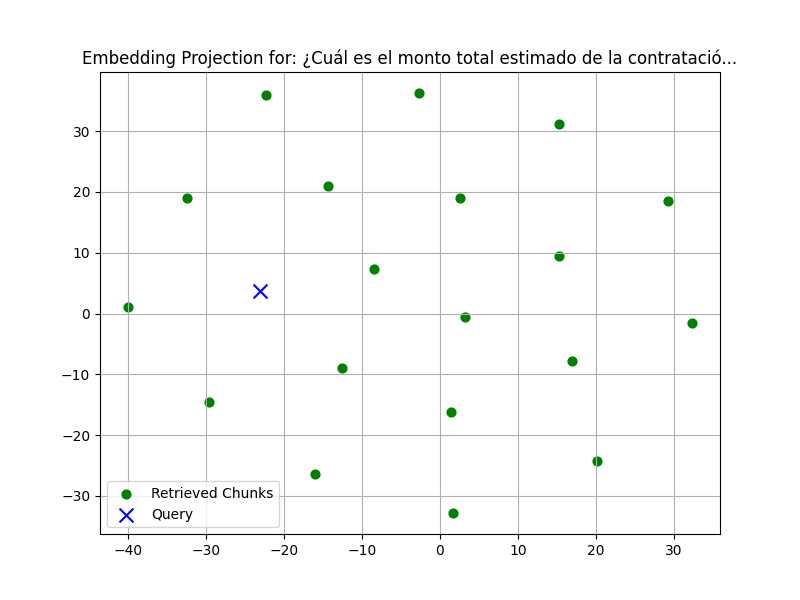 Embedding Projection for: ¿Cuál es el monto total estimado de la contratació...
30
20
10
0
−10
−20
−30
−40 −30 −20 −10 0 10 20 30
Retrieved Chunks
Query